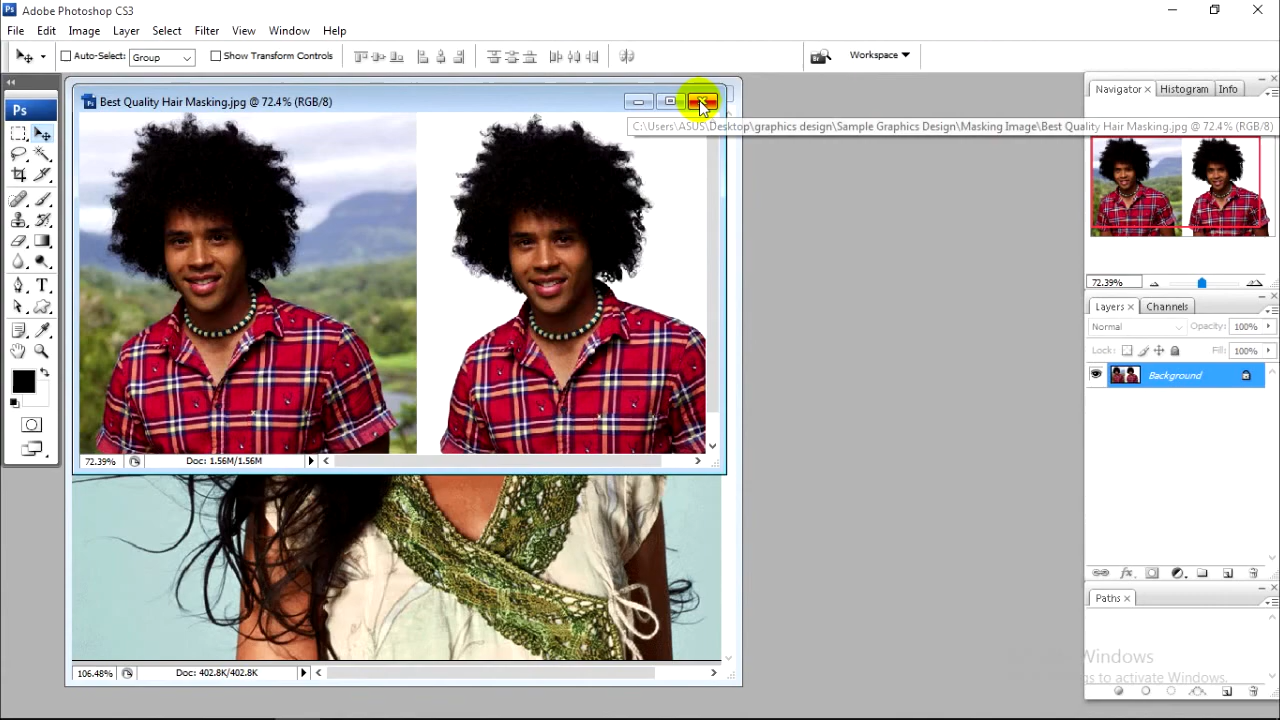 Adobe Photoshop CS3
File Edit Image Layer Select Filter View Window Help
Auto-Select: Group Show Transform Controls Workspace
Ps
Best Quality Hair Masking.jpg @ 72.4% (RGB/8)
C:\Users\ASUS\Desktop\graphics design\Sample Graphics Design\Masking Image\Best Quality Hair Masking.jpg @ 72.4% (RGB/8)
72.39% Doc: 1.56M/1.56M
106.48% Doc: 402.8K/402.8K
Navigator × Histogram Info
72.39%
Layers × Channels
Normal Opacity: 100%
Lock: Fill: 100%
Background
Paths ×
Windows
to activate Windows.